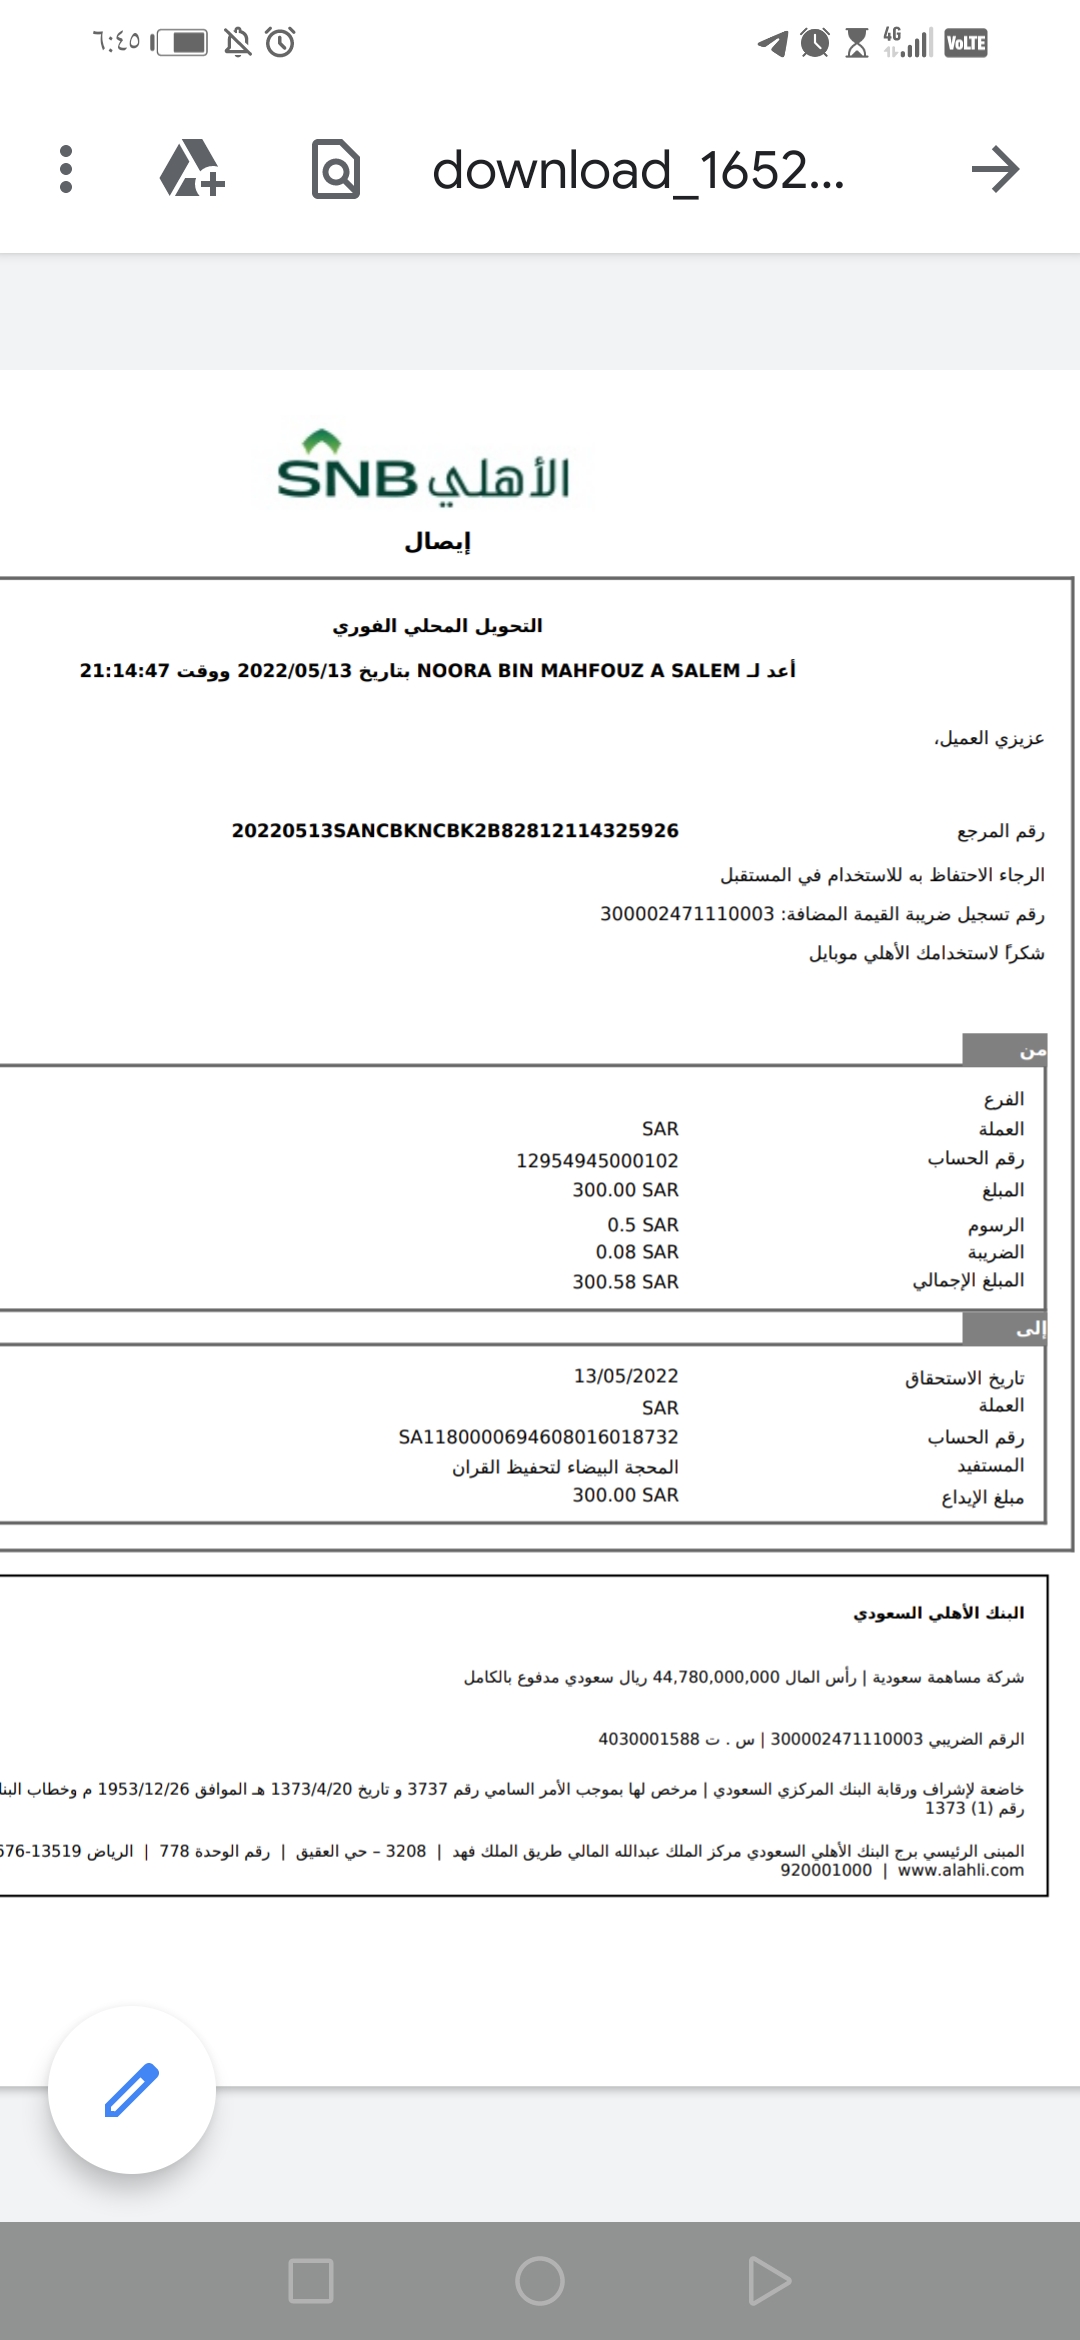 ٦:٤٥
4G
VoLTE
download_1652...
SNB الأهلي
إيصال
التحويل المحلي الفوري
أعد لـ NOORA BIN MAHFOUZ A SALEM بتاريخ 2022/05/13 ووقت 21:14:47
عزيزي العميل،
رقم المرجع 20220513SANCBKNCBK2B82812114325926
الرجاء الاحتفاظ به للاستخدام في المستقبل
رقم تسجيل ضريبة القيمة المضافة: 300002471110003
شكراً لاستخدامك الأهلي موبايل
من
الفرع
العملة SAR
رقم الحساب 12954945000102
المبلغ 300.00 SAR
الرسوم 0.5 SAR
الضريبة 0.08 SAR
المبلغ الإجمالي 300.58 SAR
إلى
تاريخ الاستحقاق 13/05/2022
العملة SAR
رقم الحساب SA1180000694608016018732
المستفيد المحجة البيضاء لتحفيظ القران
مبلغ الإيداع 300.00 SAR
البنك الأهلي السعودي
شركة مساهمة سعودية | رأس المال 44,780,000,000 ريال سعودي مدفوع بالكامل
الرقم الضريبي 300002471110003 | س . ت 4030001588
خاضعة لإشراف ورقابة البنك المركزي السعودي | مرخص لها بموجب الأمر السامي رقم 3737 و تاريخ 1373/4/20 هـ الموافق 1953/12/26 م وخطاب
رقم (1) 1373
المبنى الرئيسي برج البنك الأهلي السعودي مركز الملك عبدالله المالي طريق الملك فهد | 3208 – حي العقيق | رقم الوحدة 778 | الرياض 13519-676
920001000 | www.alahli.com